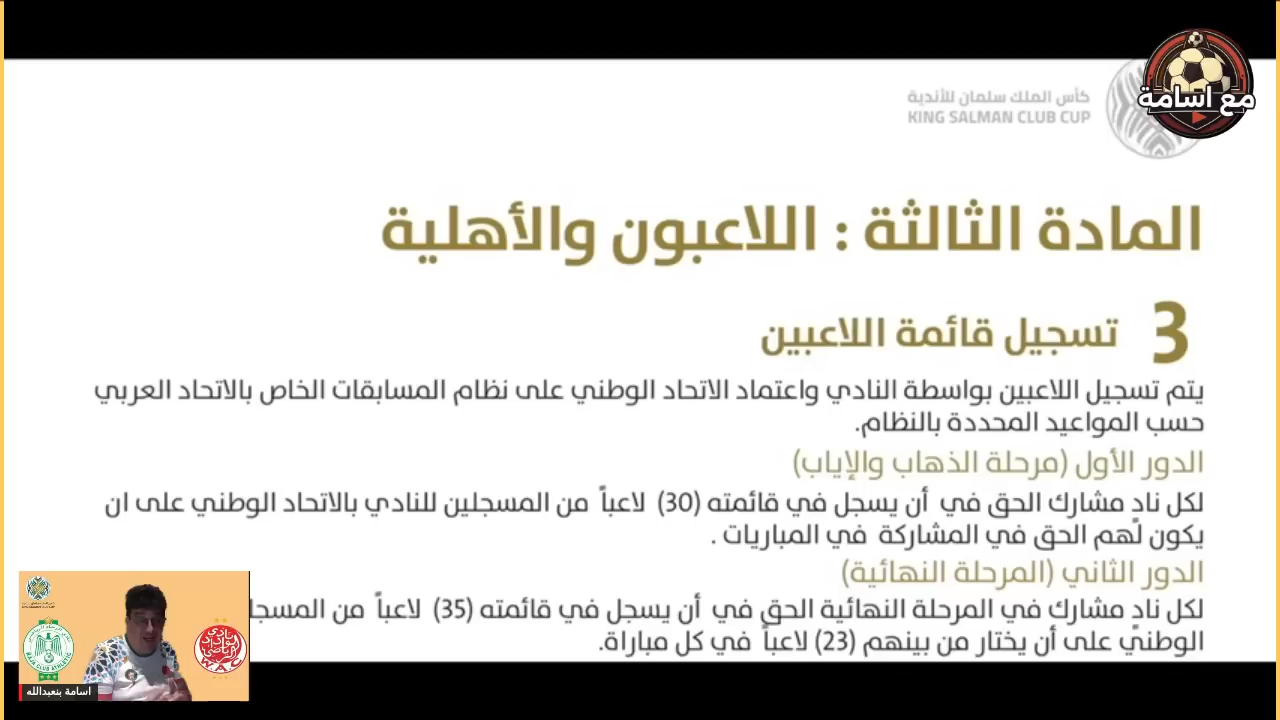 مع اسامة
كأس الملك سلمان للأندية
KING SALMAN CLUB CUP
المادة الثالثة : اللاعبون والأهلية
3 تسجيل قائمة اللاعبين
يتم تسجيل اللاعبين بواسطة النادي واعتماد الاتحاد الوطني على نظام المسابقات الخاص بالاتحاد العربي
حسب المواعيد المحددة بالنظام.
الدور الأول (مرحلة الذهاب والإياب)
لكل نادٍ مشارك الحق في أن يسجل في قائمته (30) لاعباً من المسجلين للنادي بالاتحاد الوطني على ان
يكون لهم الحق في المشاركة في المباريات .
الدور الثاني (المرحلة النهائية)
لكل نادٍ مشارك في المرحلة النهائية الحق في أن يسجل في قائمته (35) لاعباً من المسجا
الوطني على أن يختار من بينهم (23) لاعباً في كل مباراة.
RAJA CLUB ATHLETIC
W.A.C
اسامة بنعبدالله